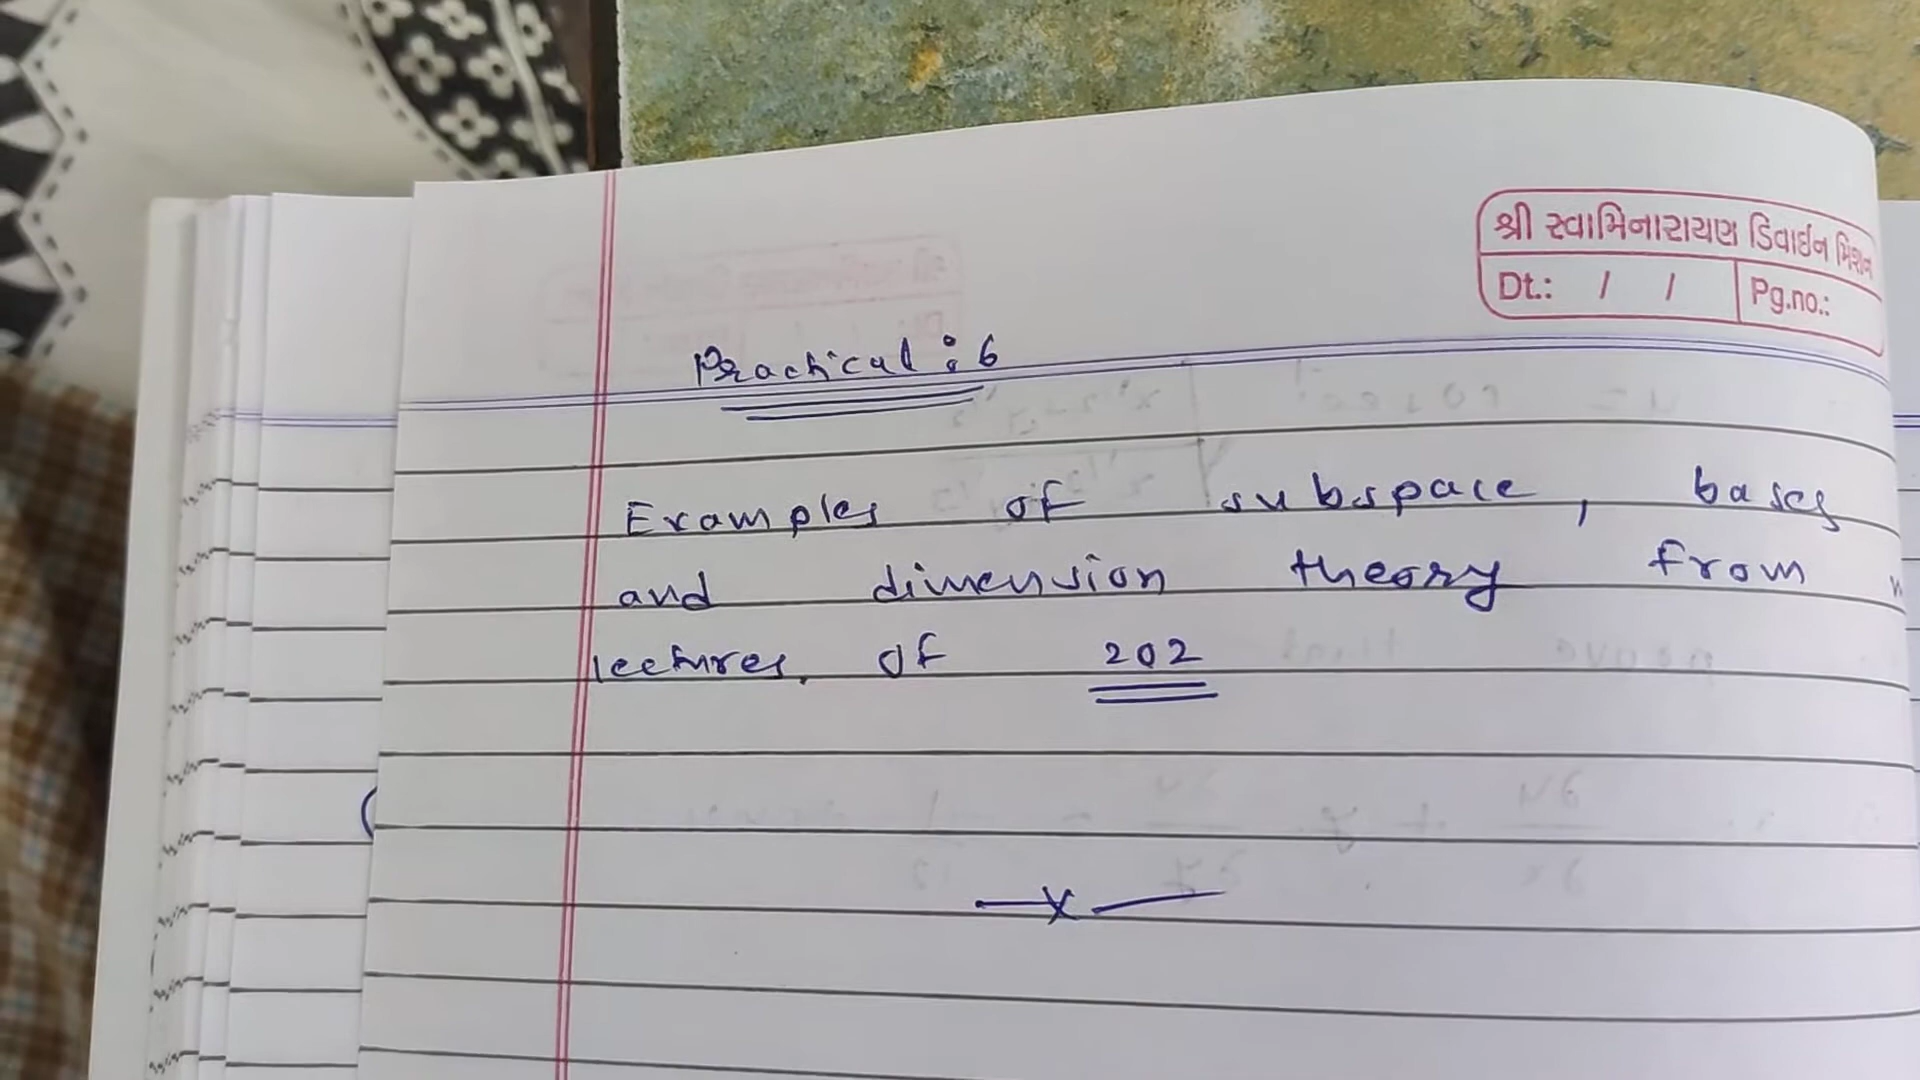 શ્રી સ્વામિનારાયણ ડિવાઈન મિશન
Dt.: / / Pg.no.:
Practical : 6
Examples of subspace, bases
and dimension theory from
lectures. of 202
—x—